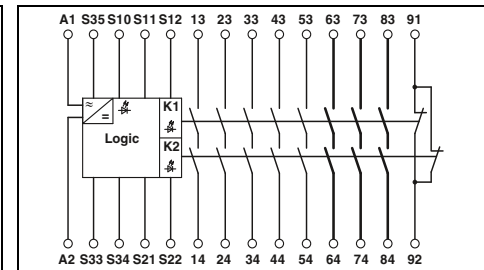 A1 S35 S10 S11 S12 13 23 33 43 53 63 73 83 91
≈
=
K1
Logic
K2
A2 S33 S34 S21 S22 14 24 34 44 54 64 74 84 92